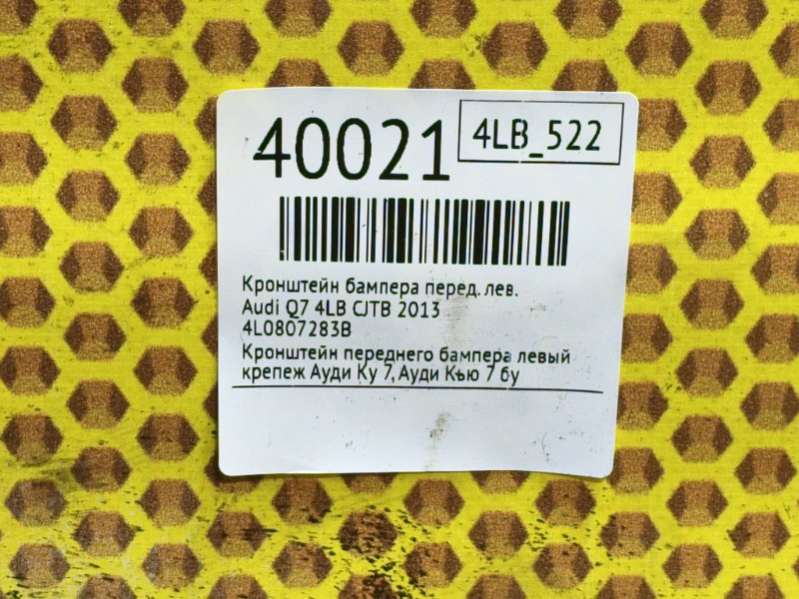 40021
4LB_522
Кронштейн бампера перед. лев.
Audi Q7 4LB CJTB 2013
4L0807283B
Кронштейн переднего бампера левый
крепеж Ауди Ку 7, Ауди Кью 7 бу